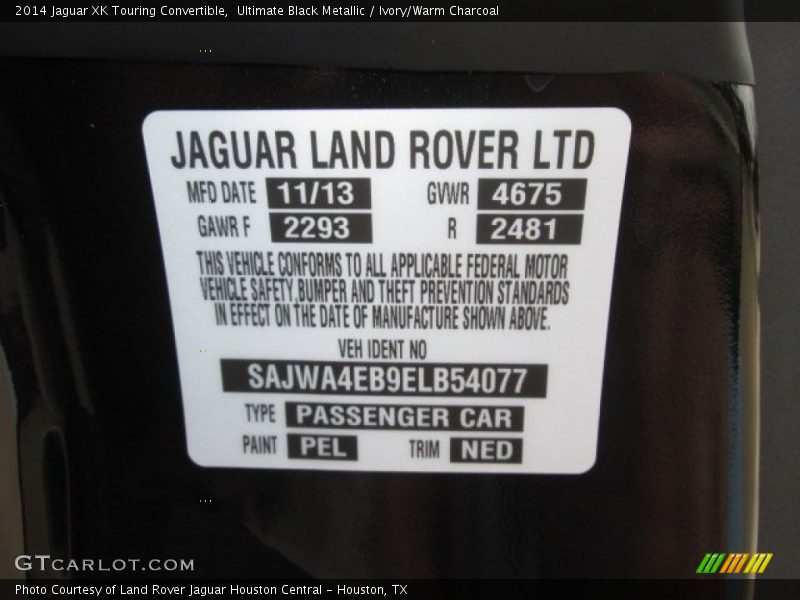 2014 Jaguar XK Touring Convertible,  Ultimate Black Metallic / Ivory/Warm Charcoal
JAGUAR LAND ROVER LTD
MFD DATE 11/13 GVWR 4675
GAWR F 2293 R 2481
THIS VEHICLE CONFORMS TO ALL APPLICABLE FEDERAL MOTOR
VEHICLE SAFETY,BUMPER AND THEFT PREVENTION STANDARDS
IN EFFECT ON THE DATE OF MANUFACTURE SHOWN ABOVE.
VEH IDENT NO
SAJWA4EB9ELB54077
TYPE PASSENGER CAR
PAINT PEL TRIM NED
GTCARLOT.COM
Photo Courtesy of Land Rover Jaguar Houston Central - Houston, TX